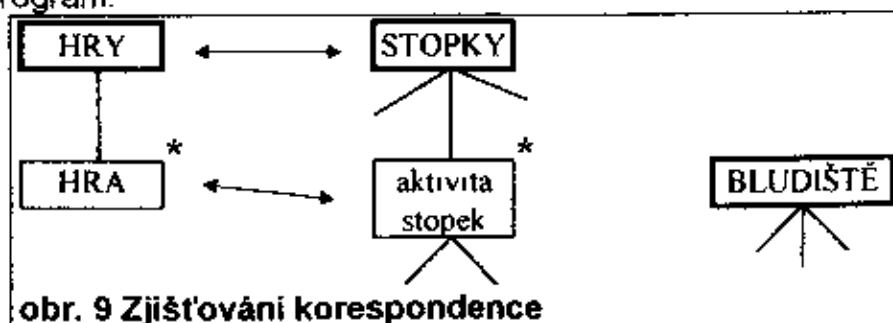 rogram.
HRY
STOPKY
*
*
HRA
aktivita
stopek
BLUDIŠTĚ
obr. 9 Zjišťování korespondence